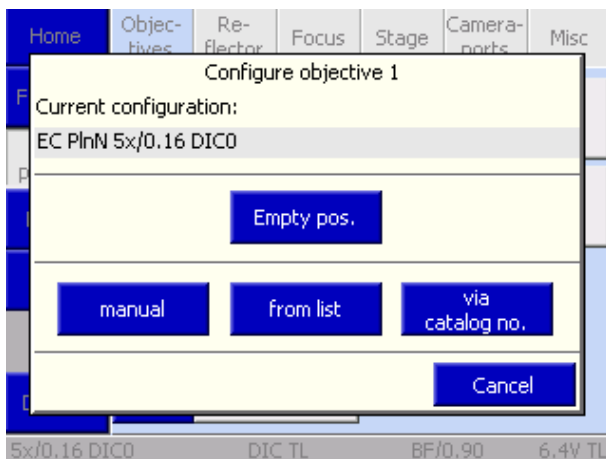 Home
Objec-
tives
Re-
flector
Focus
Stage
Camera-
ports
Misc
Configure objective 1
Current configuration:
EC PlnN 5x/0.16 DIC0
Empty pos.
manual
from list
via
catalog no.
Cancel
5x/0.16 DIC0
DIC TL
BF/0.90
6.4V TL